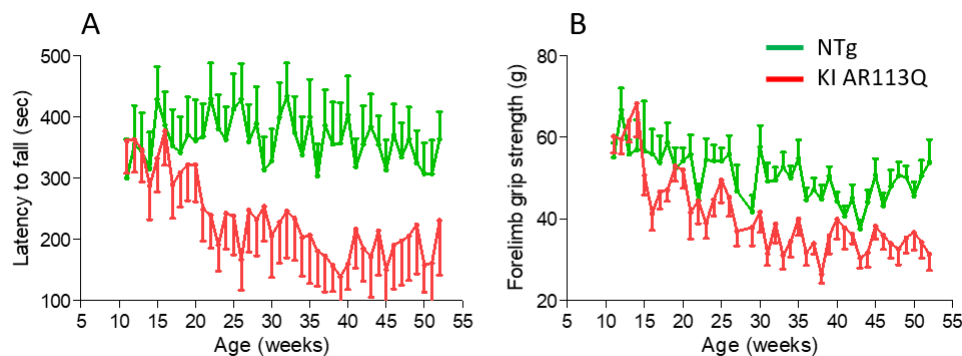 A
Latency to fall (sec)
500
400
300
200
100
5 10 15 20 25 30 35 40 45 50 55
Age (weeks)
B
NTg
KI AR113Q
Forelimb grip strength (g)
80
60
40
20
5 10 15 20 25 30 35 40 45 50 55
Age (weeks)